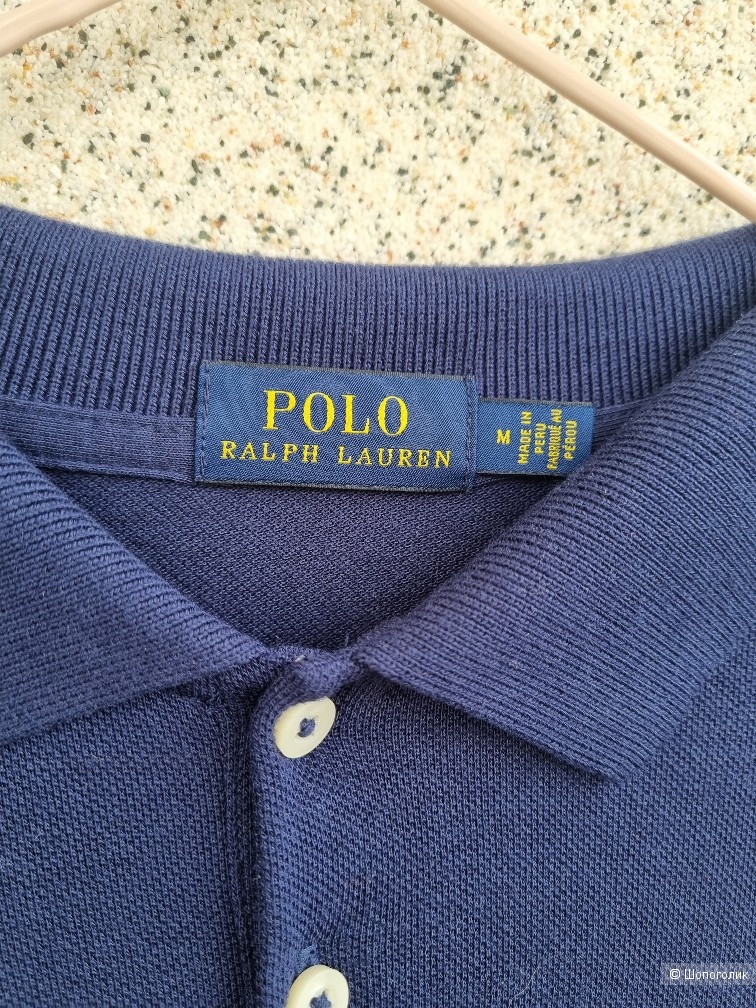 POLO
RALPH LAUREN
M
MADE IN
PERU
FABRIQUÉ AU
PÉROU
© Шопоголик